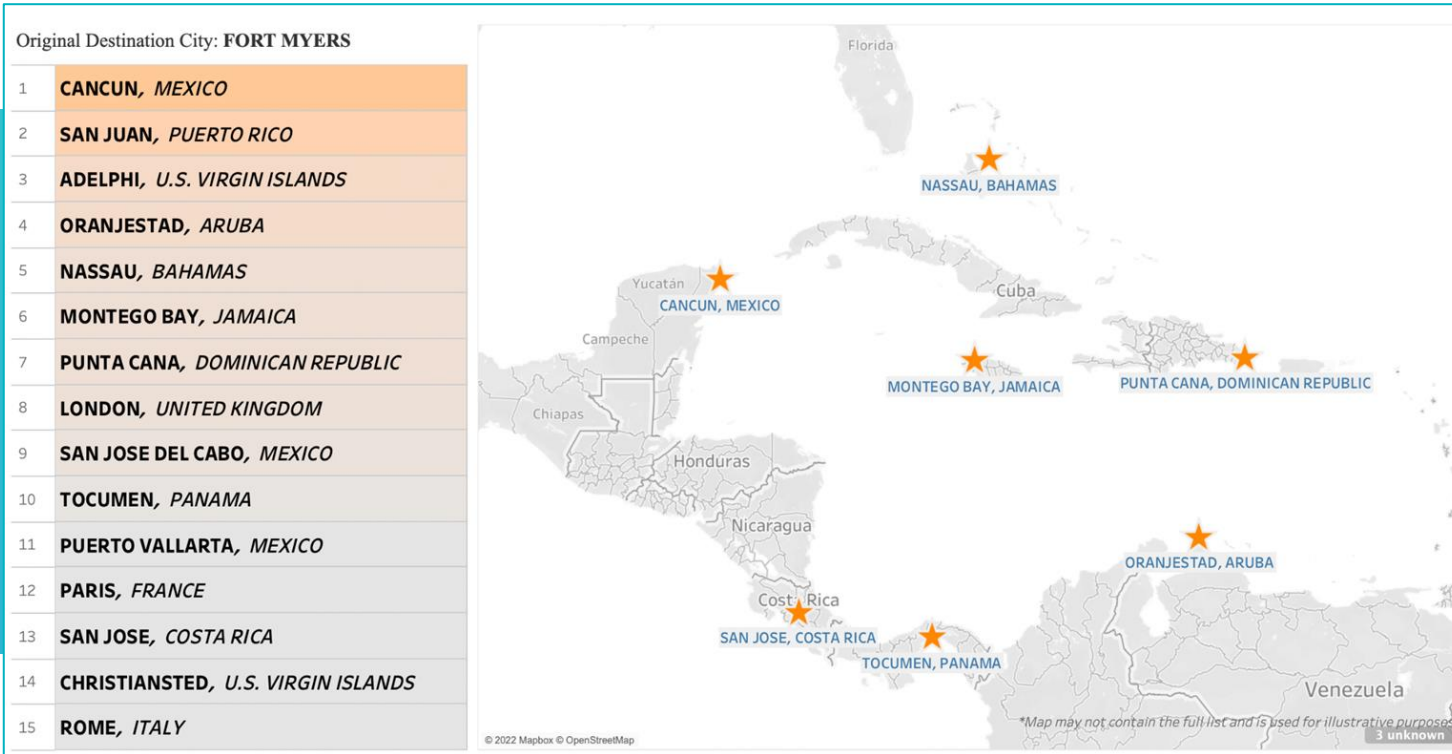 Original Destination City: FORT MYERS
1 CANCUN, MEXICO
2 SAN JUAN, PUERTO RICO
3 ADELPHI, U.S. VIRGIN ISLANDS
4 ORANJESTAD, ARUBA
5 NASSAU, BAHAMAS
6 MONTEGO BAY, JAMAICA
7 PUNTA CANA, DOMINICAN REPUBLIC
8 LONDON, UNITED KINGDOM
9 SAN JOSE DEL CABO, MEXICO
10 TOCUMEN, PANAMA
11 PUERTO VALLARTA, MEXICO
12 PARIS, FRANCE
13 SAN JOSE, COSTA RICA
14 CHRISTIANSTED, U.S. VIRGIN ISLANDS
15 ROME, ITALY
Florida
NASSAU, BAHAMAS
Yucatán
Cuba
CANCUN, MEXICO
Campeche
MONTEGO BAY, JAMAICA
PUNTA CANA, DOMINICAN REPUBLIC
Chiapas
Honduras
Nicaragua
ORANJESTAD, ARUBA
Costa Rica
SAN JOSE, COSTA RICA
TOCUMEN, PANAMA
Venezuela
*Map may not contain the full list and is used for illustrative purposes
3 unknown
© 2022 Mapbox © OpenStreetMap